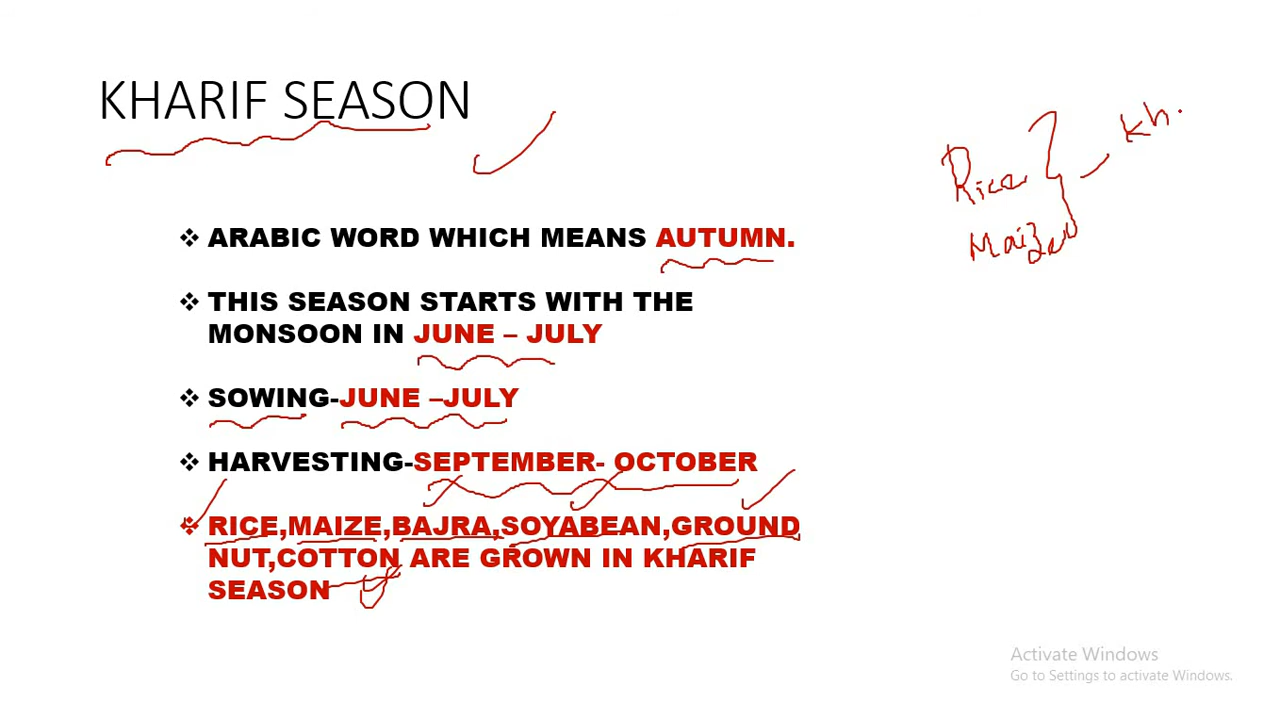 KHARIF SEASON
Rice
Maize
Kh.
❖ ARABIC WORD WHICH MEANS AUTUMN.
❖ THIS SEASON STARTS WITH THE
MONSOON IN JUNE – JULY
❖ SOWING-JUNE –JULY
❖ HARVESTING-SEPTEMBER- OCTOBER
❖ RICE,MAIZE,BAJRA,SOYABEAN,GROUND
NUT,COTTON ARE GROWN IN KHARIF
SEASON
Activate Windows
Go to Settings to activate Windows.